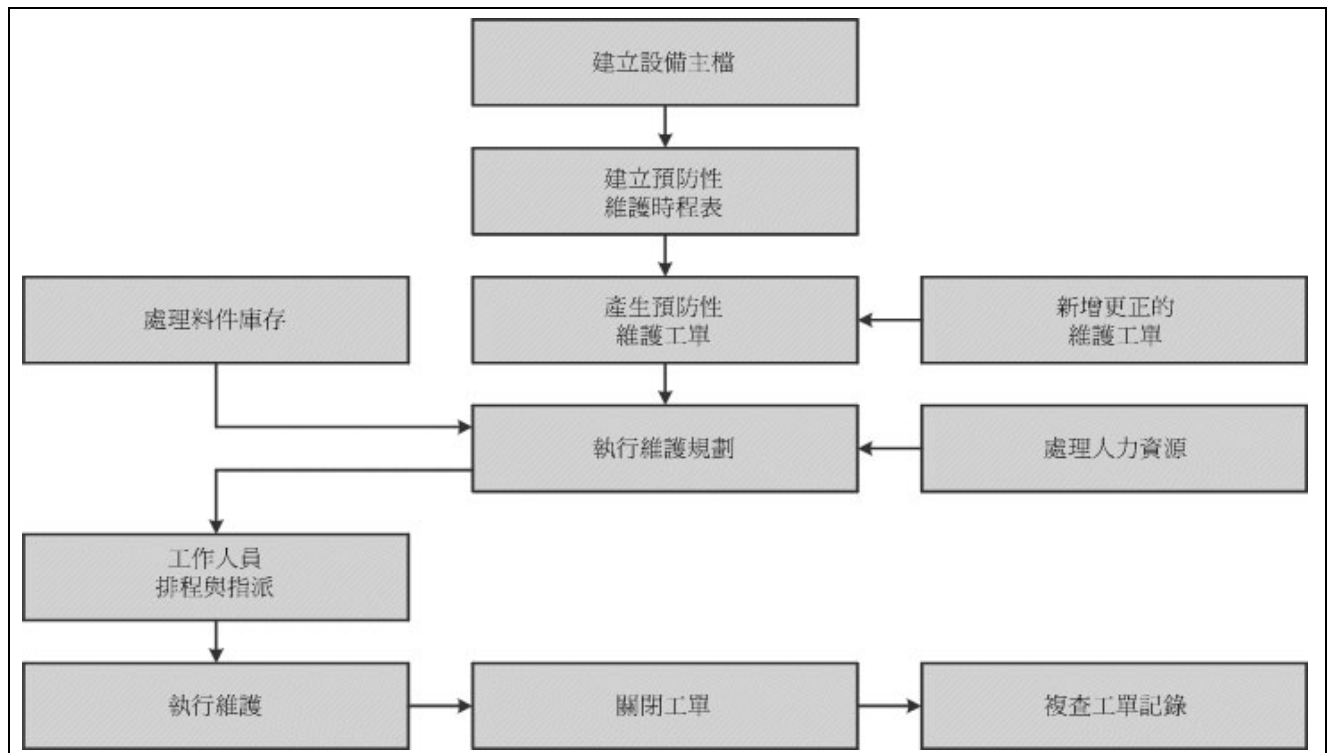 建立設備主檔
建立預防性
維護時程表
處理料件庫存
產生預防性
維護工單
新增更正的
維護工單
執行維護規劃
處理人力資源
工作人員
排程與指派
執行維護
關閉工單
複查工單記錄